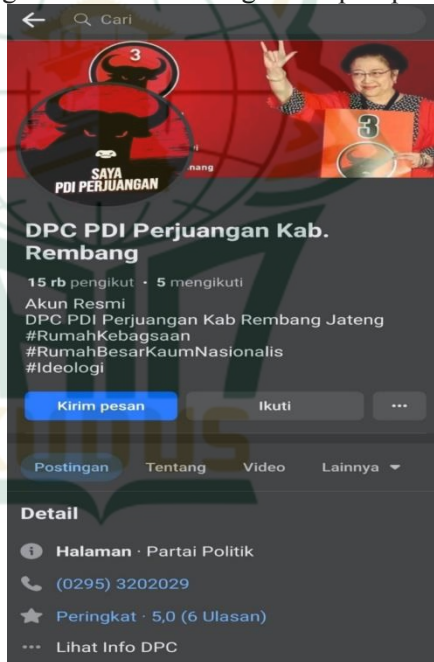 Cari
3
nang
3
SAYA
PDI PERJUANGAN
DPC PDI Perjuangan Kab.
Rembang
15 rb pengikut • 5 mengikuti
Akun Resmi
DPC PDI Perjuangan Kab Rembang Jateng
#RumahKebagsaan
#RumahBesarKaumNasionalis
#Ideologi
Kirim pesan
Ikuti
Postingan Tentang Video Lainnya
Detail
Halaman · Partai Politik
(0295) 3202029
Peringkat · 5,0 (6 Ulasan)
Lihat Info DPC